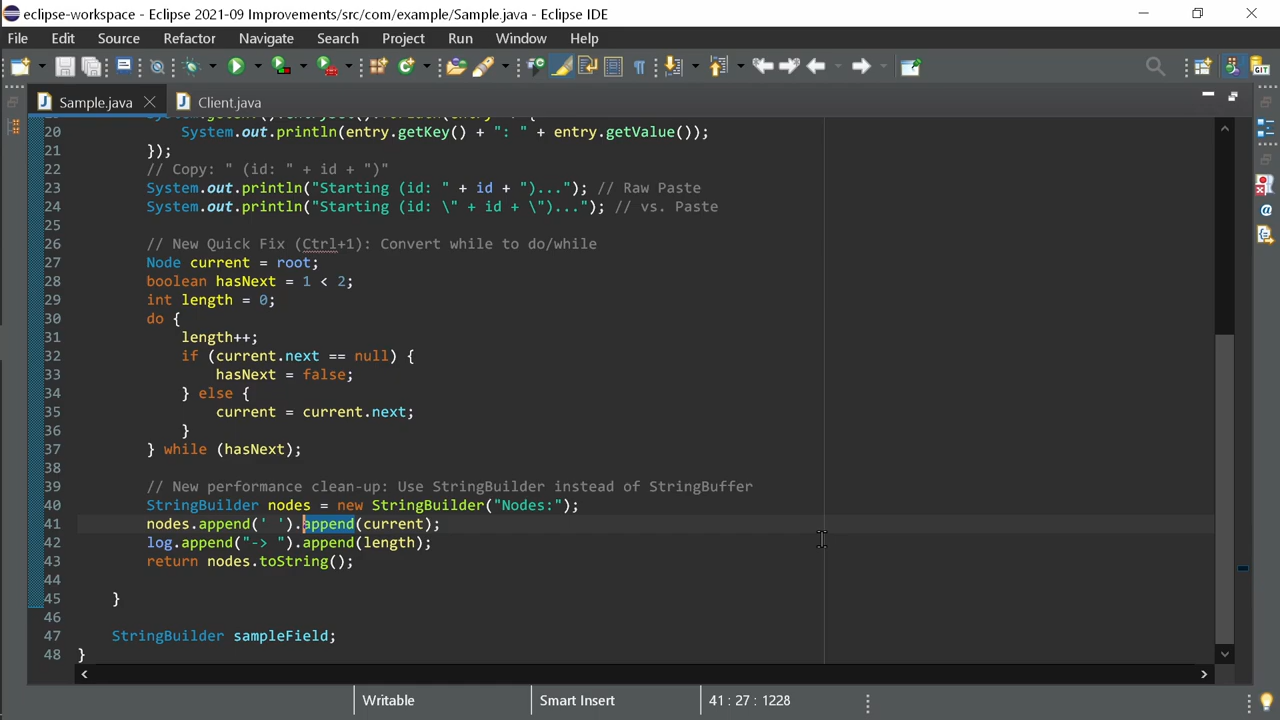 eclipse-workspace - Eclipse 2021-09 Improvements/src/com/example/Sample.java - Eclipse IDE
File Edit Source Refactor Navigate Search Project Run Window Help
GIT
Sample.java Client.java
20 System.out.println(entry.getKey() + ": " + entry.getValue());
21 });
22 // Copy: " (id: " + id + ")"
23 System.out.println("Starting (id: " + id + ")..."); // Raw Paste
24 System.out.println("Starting (id: \" + id + \")..."); // vs. Paste
25
26 // New Quick Fix (Ctrl+1): Convert while to do/while
27 Node current = root;
28 boolean hasNext = 1 < 2;
29 int length = 0;
30 do {
31 length++;
32 if (current.next == null) {
33 hasNext = false;
34 } else {
35 current = current.next;
36 }
37 } while (hasNext);
38
39 // New performance clean-up: Use StringBuilder instead of StringBuffer
40 StringBuilder nodes = new StringBuilder("Nodes:");
41 nodes.append(' ').append(current);
42 log.append("-> ").append(length);
43 return nodes.toString();
44
45 }
46
47 StringBuilder sampleField;
48 }
Writable Smart Insert 41 : 27 : 1228